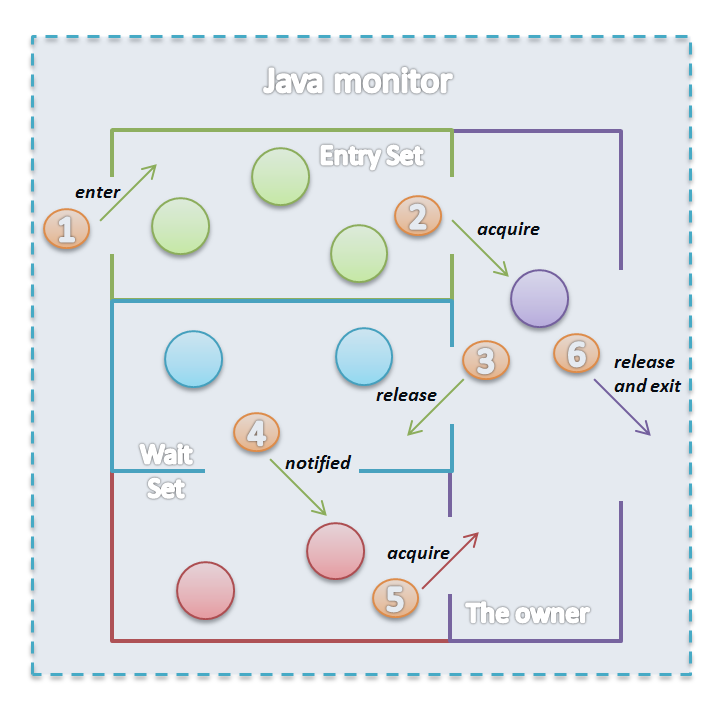 Java monitor
Entry Set
enter
1
2
acquire
3
6
release
and exit
release
4
Wait
Set
notified
acquire
5
The owner